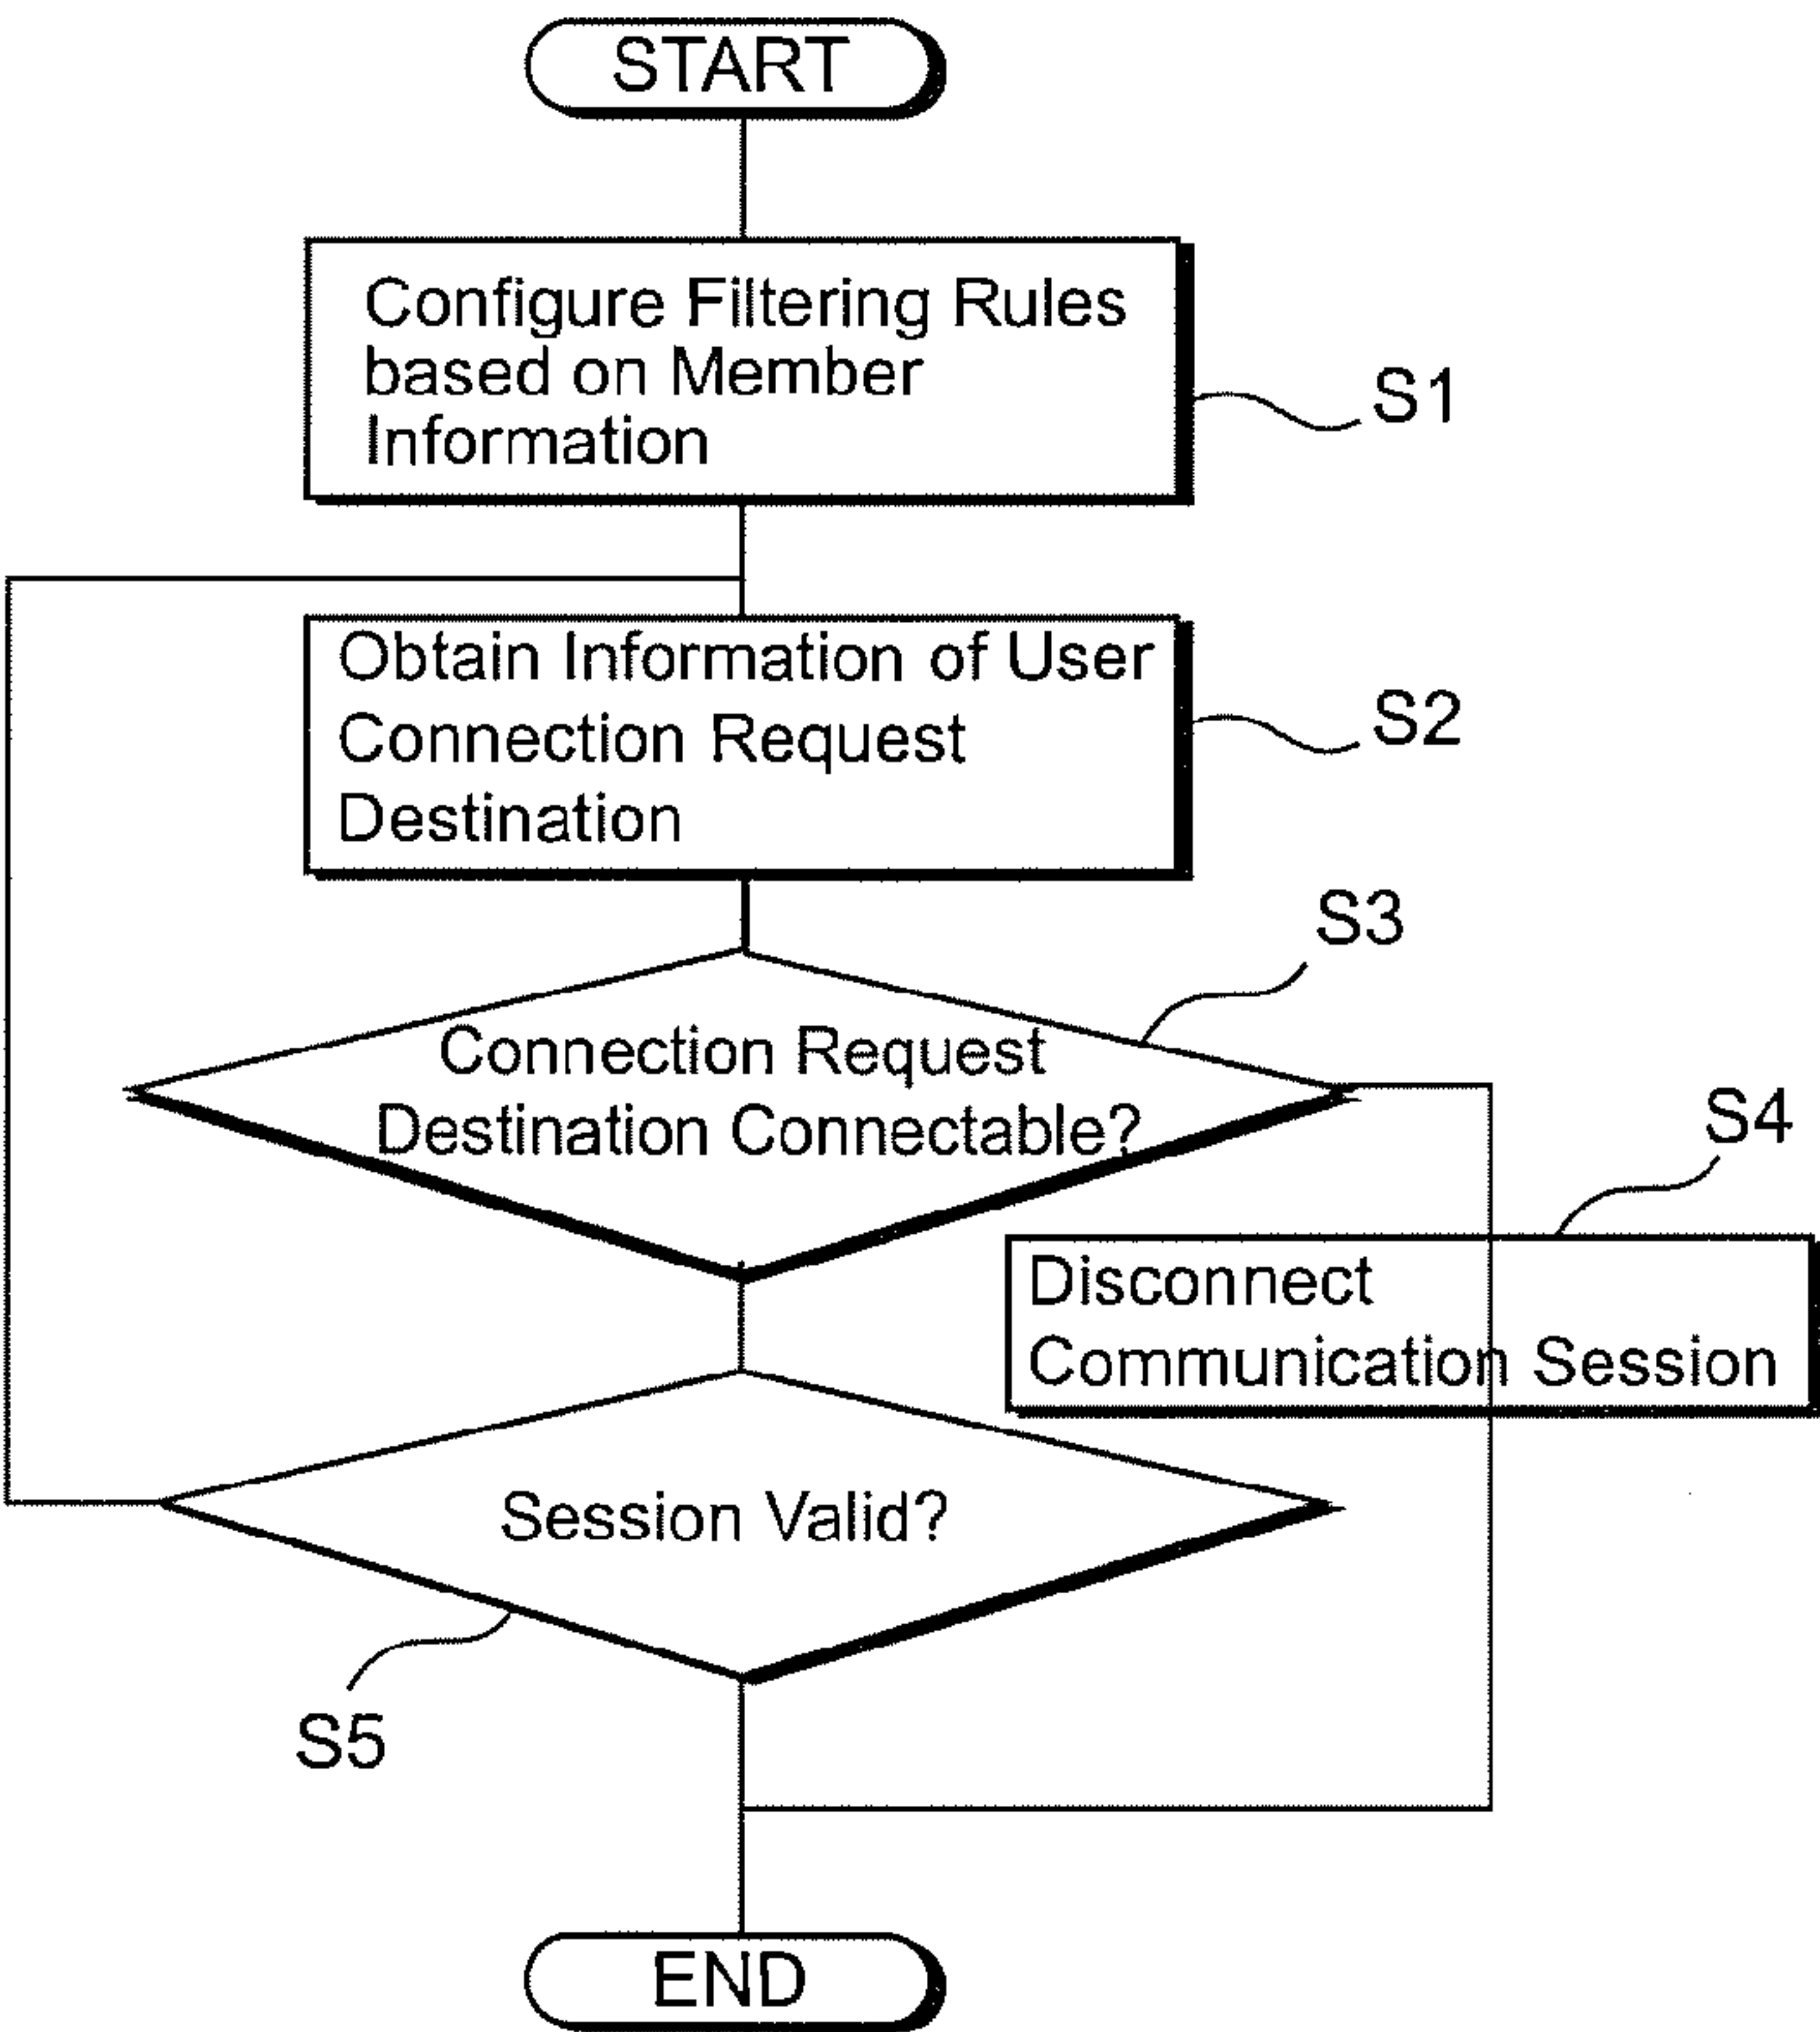 START
Configure Filtering Rules
based on Member
Information
S1
Obtain Information of User
Connection Request
Destination
S2
S3
Connection Request
Destination Connectable?
S4
Disconnect
Communication Session
Session Valid?
S5
END